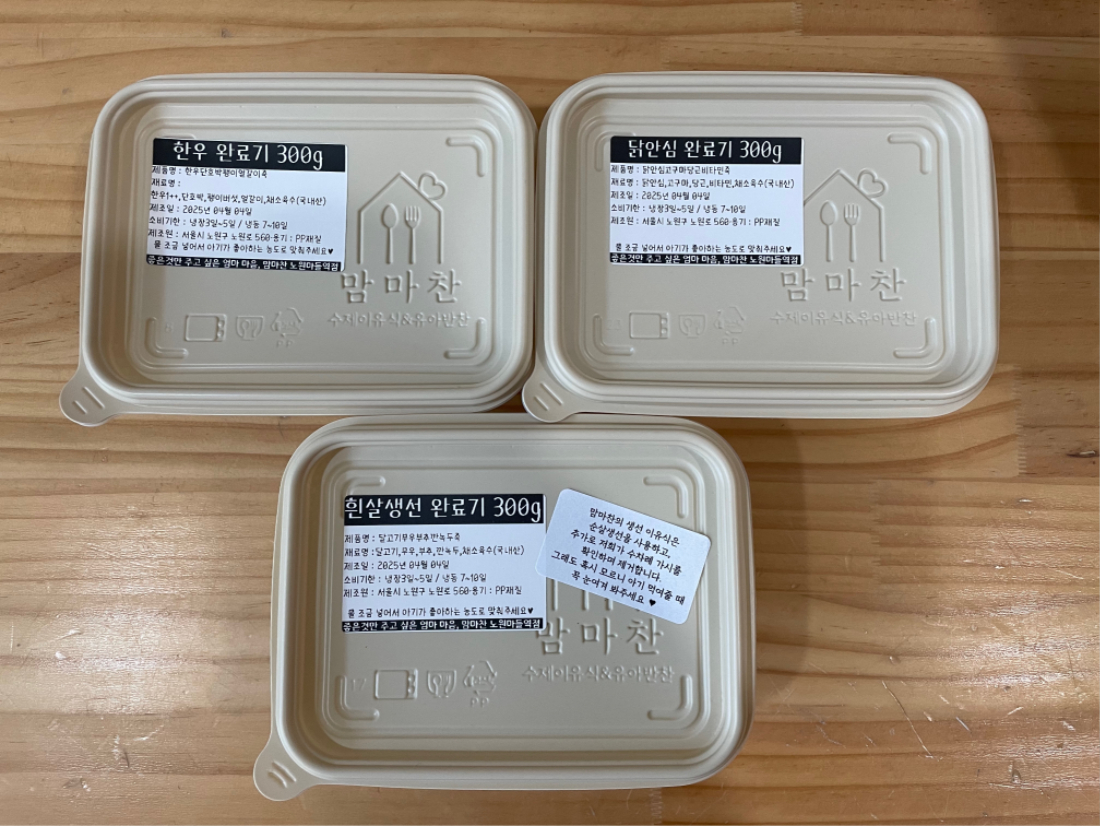 한우 완료기 300g
제품명 : 한우단호박팽이얼갈이죽
재료명 :
한우1++,단호박,팽이버섯,얼갈이,채소육수(국내산)
제조일 : 2025년 04월 04일
소비기한 : 냉장3일~5일 / 냉동 7~10일
제조원 : 서울시 노원구 노원로 560·용기 : PP재질
물 조금 넣어서 아기가 좋아하는 농도로 맞춰주세요♥
좋은것만 주고 싶은 엄마 마음, 맘마찬 노원마들역점
맘마찬
수제이유식&유아반찬
PP
닭안심 완료기 300g
제품명 : 닭안심고구마당근비타민죽
재료명 : 닭안심,고구마,당근,비타민,채소육수(국내산)
제조일 : 2025년 04월 04일
소비기한 : 냉장3일~5일 / 냉동 7~10일
제조원 : 서울시 노원구 노원로 560·용기 : PP재질
물 조금 넣어서 아기가 좋아하는 농도로 맞춰주세요♥
좋은것만 주고 싶은 엄마 마음, 맘마찬 노원마들역점
맘마찬
수제이유식&유아반찬
PP
흰살생선 완료기 300g
제품명 : 달고기무우부추깐녹두죽
재료명 : 달고기,무우,부추,깐녹두,채소육수(국내산)
제조일 : 2025년 04월 04일
소비기한 : 냉장3일~5일 / 냉동 7~10일
제조원 : 서울시 노원구 노원로 560·용기 : PP재질
물 조금 넣어서 아기가 좋아하는 농도로 맞춰주세요♥
좋은것만 주고 싶은 엄마 마음, 맘마찬 노원마들역점
맘마찬의 생선 이유식은
순살생선을 사용하고,
추가로 저희가 수차례 가시를
확인하며 제거합니다.
그래도 혹시 모르니 아기 먹여줄 때
꼭 눈여겨 봐주세요 ♥
맘마찬
수제이유식&유아반찬
17
PP